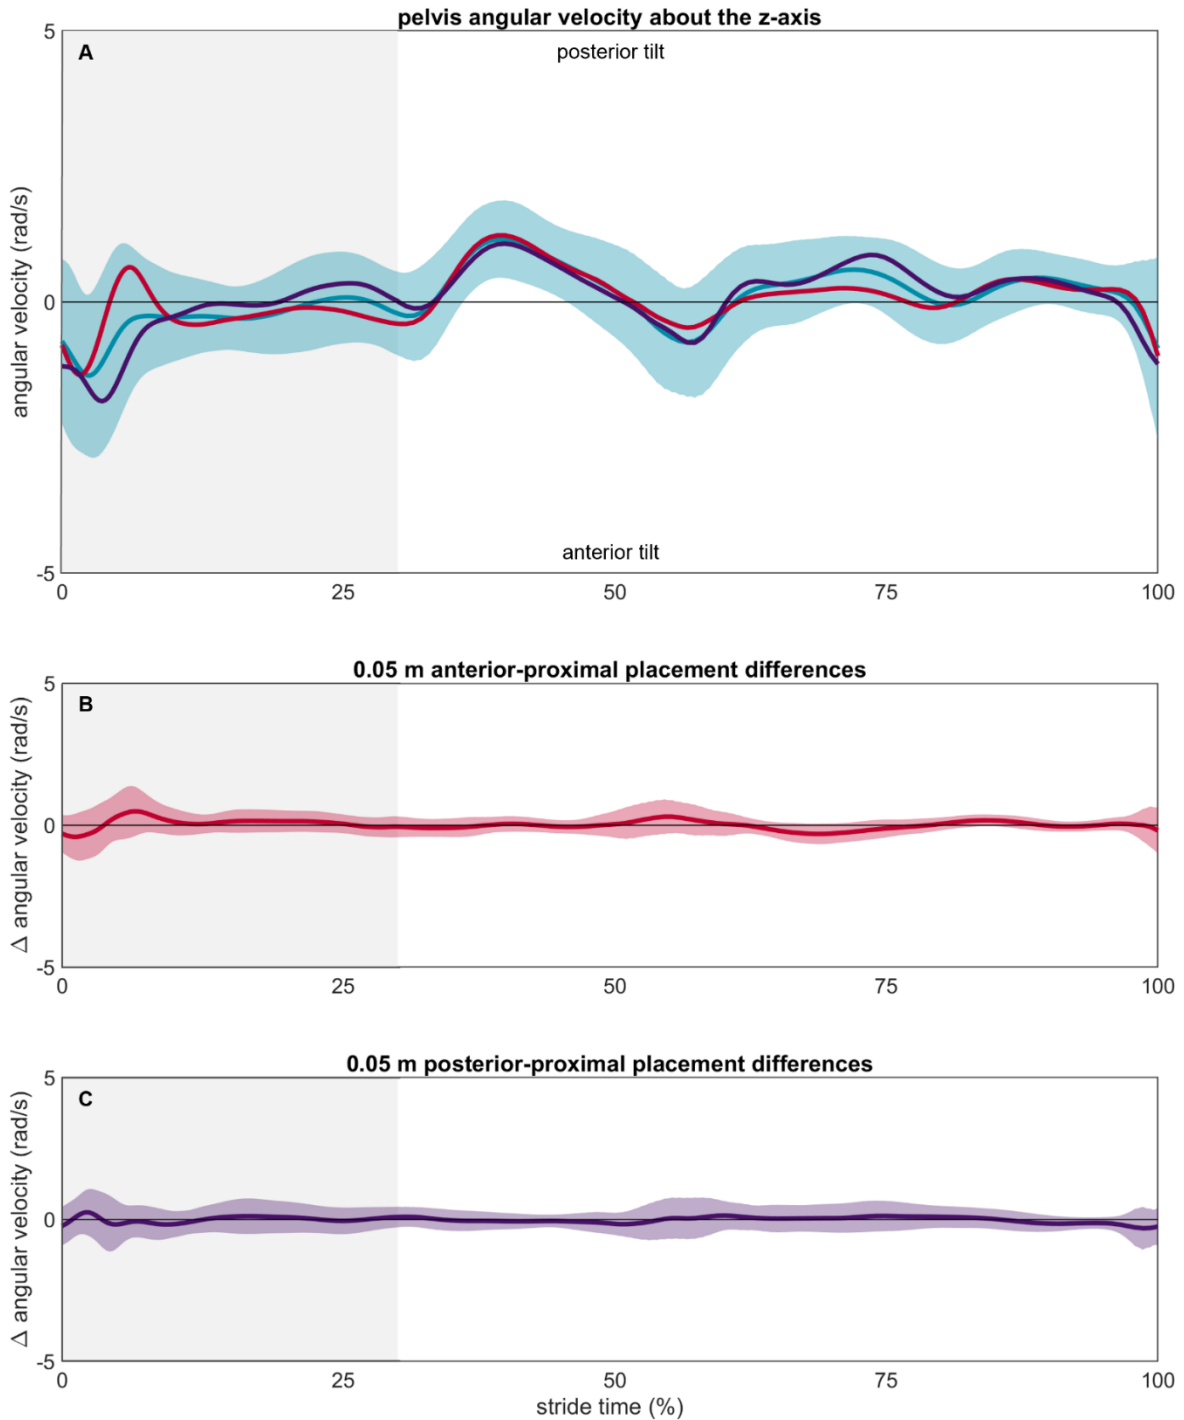 pelvis angular velocity about the z-axis
5
A
posterior tilt
angular velocity (rad/s)
0
anterior tilt
-5
0 25 50 75 100
0.05 m anterior-proximal placement differences
5
B
Δ angular velocity (rad/s)
0
-5
0 25 50 75 100
0.05 m posterior-proximal placement differences
5
C
Δ angular velocity (rad/s)
0
-5
0 25 50 75 100
stride time (%)